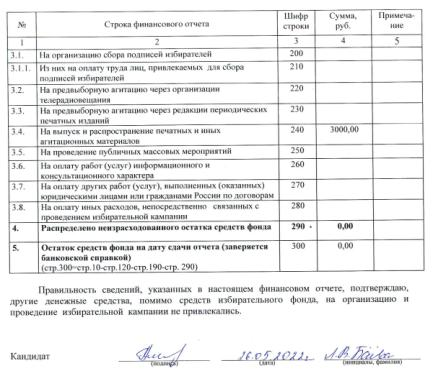 № Строка финансового отчета Шифр строки Сумма, руб. Примеча-ние
1 2 3 4 5
3.1. На организацию сбора подписей избирателей 200
3.1.1. Из них на оплату труда лиц, привлекаемых для сбора
подписей избирателей 210
3.2. На предвыборную агитацию через организации
телерадиовещания 220
3.3. На предвыборную агитацию через редакции периодических
печатных изданий 230
3.4. На выпуск и распространение печатных и иных
агитационных материалов 240 3000,00
3.5. На проведение публичных массовых мероприятий 250
3.6. На оплату работ (услуг) информационного и
консультационного характера 260
3.7. На оплату других работ (услуг), выполненных (оказанных)
юридическими лицами или гражданами России по договорам 270
3.8. На оплату иных расходов, непосредственно связанных с
проведением избирательной кампании 280
4. Распределено неизрасходованного остатка средств фонда 290 0,00
5. Остаток средств фонда на дату сдачи отчета (заверяется
банковской справкой)
(стр.300=стр.10-стр.120-стр.190-стр. 290) 300 0,00
Правильность сведений, указанных в настоящем финансовом отчете, подтверждаю,
другие денежные средства, помимо средств избирательного фонда, на организацию и
проведение избирательной кампании не привлекались.
Кандидат 26.05.2022г.
(подпись) (дата) (инициалы, фамилия)